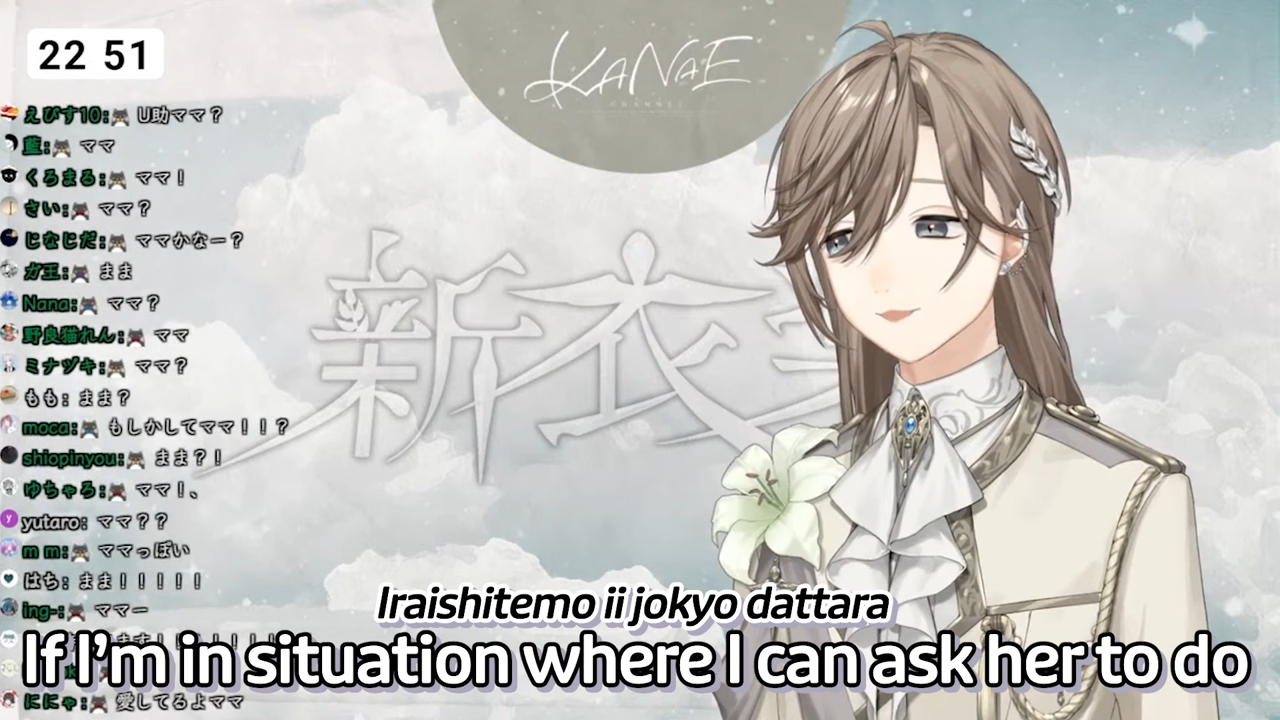 22 51
KANAE
CHANNEL
えびす10: U助ママ？
藍: ママ
くろまる: ママ！
さい: ママ？
じなじだ: ママかなー？
ガ王: まま
Nana: ママ？
野良猫れん: ママ
ミナヅキ: ママ？
もも: まま？
moca: もしかしてママ！！？
shiopinyou: まま？！
ゆちゃろ: ママ！、
yutaro: ママ？？
m m: ママっぽい
はち: まま！！！！！
ing-: ママー
ににゃ: 愛してるよママ
新衣
Iraishitemo ii jokyo dattara
If I'm in situation where I can ask her to do